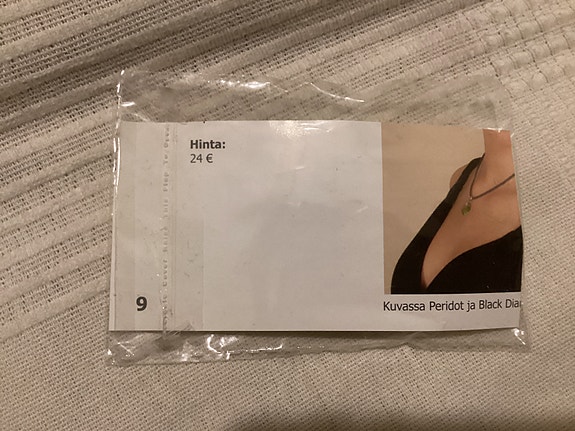 Hinta:
24 €
9
Kuvassa Peridot ja Black Dia